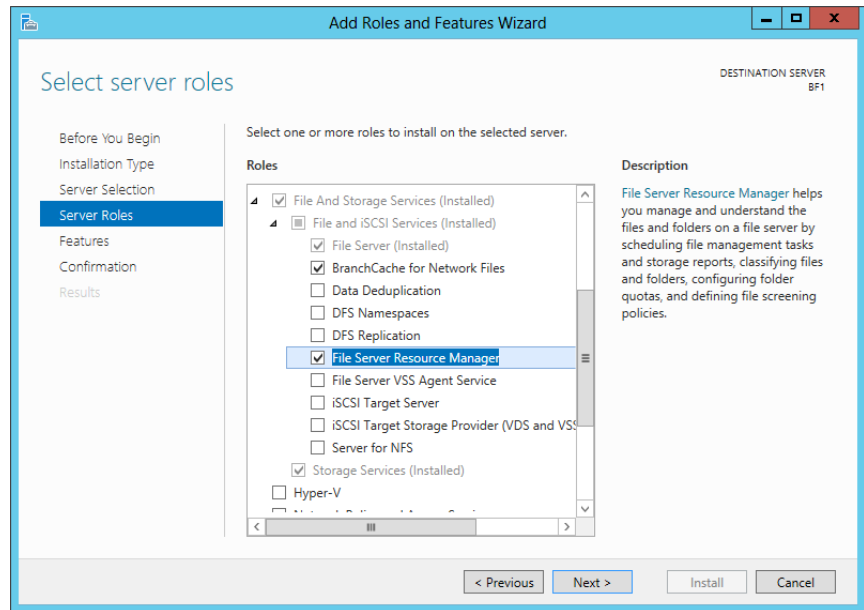 Add Roles and Features Wizard
Select server roles
DESTINATION SERVER
BF1
Before You Begin
Installation Type
Server Selection
Server Roles
Features
Confirmation
Results
Select one or more roles to install on the selected server.
Roles
File And Storage Services (Installed)
File and iSCSI Services (Installed)
File Server (Installed)
BranchCache for Network Files
Data Deduplication
DFS Namespaces
DFS Replication
File Server Resource Manager
File Server VSS Agent Service
iSCSI Target Server
iSCSI Target Storage Provider (VDS and VSS
Server for NFS
Storage Services (Installed)
Hyper-V
Description
File Server Resource Manager helps
you manage and understand the
files and folders on a file server by
scheduling file management tasks
and storage reports, classifying files
and folders, configuring folder
quotas, and defining file screening
policies.
< Previous
Next >
Install
Cancel